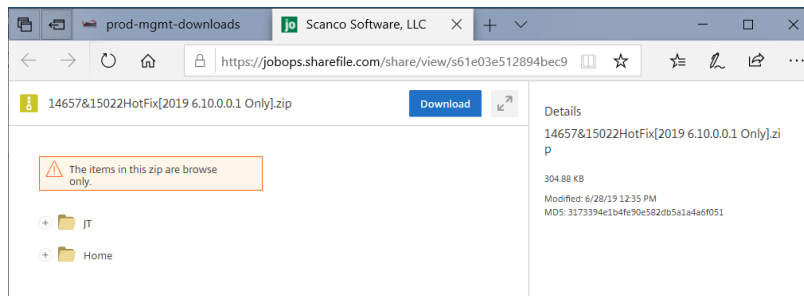 prod-mgmt-downloads
jo Scanco Software, LLC
https://jobops.sharefile.com/share/view/s61e03e512894bec9
14657&15022HotFix[2019 6.10.0.0.1 Only].zip
Download
The items in this zip are browse
only.
JT
Home
Details
14657&15022HotFix[2019 6.10.0.0.1 Only].zi
p
304.88 KB
Modified: 6/28/19 12:35 PM
MD5: 3173394e1b4fe90e582db5a1a4a6f051